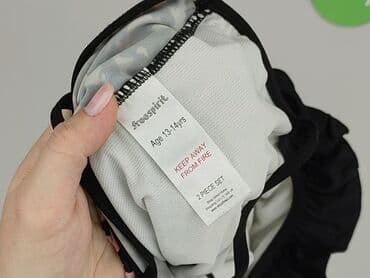 freespirit
Age 13-14yrs
KEEP AWAY
FROM FIRE
2 PIECE SET